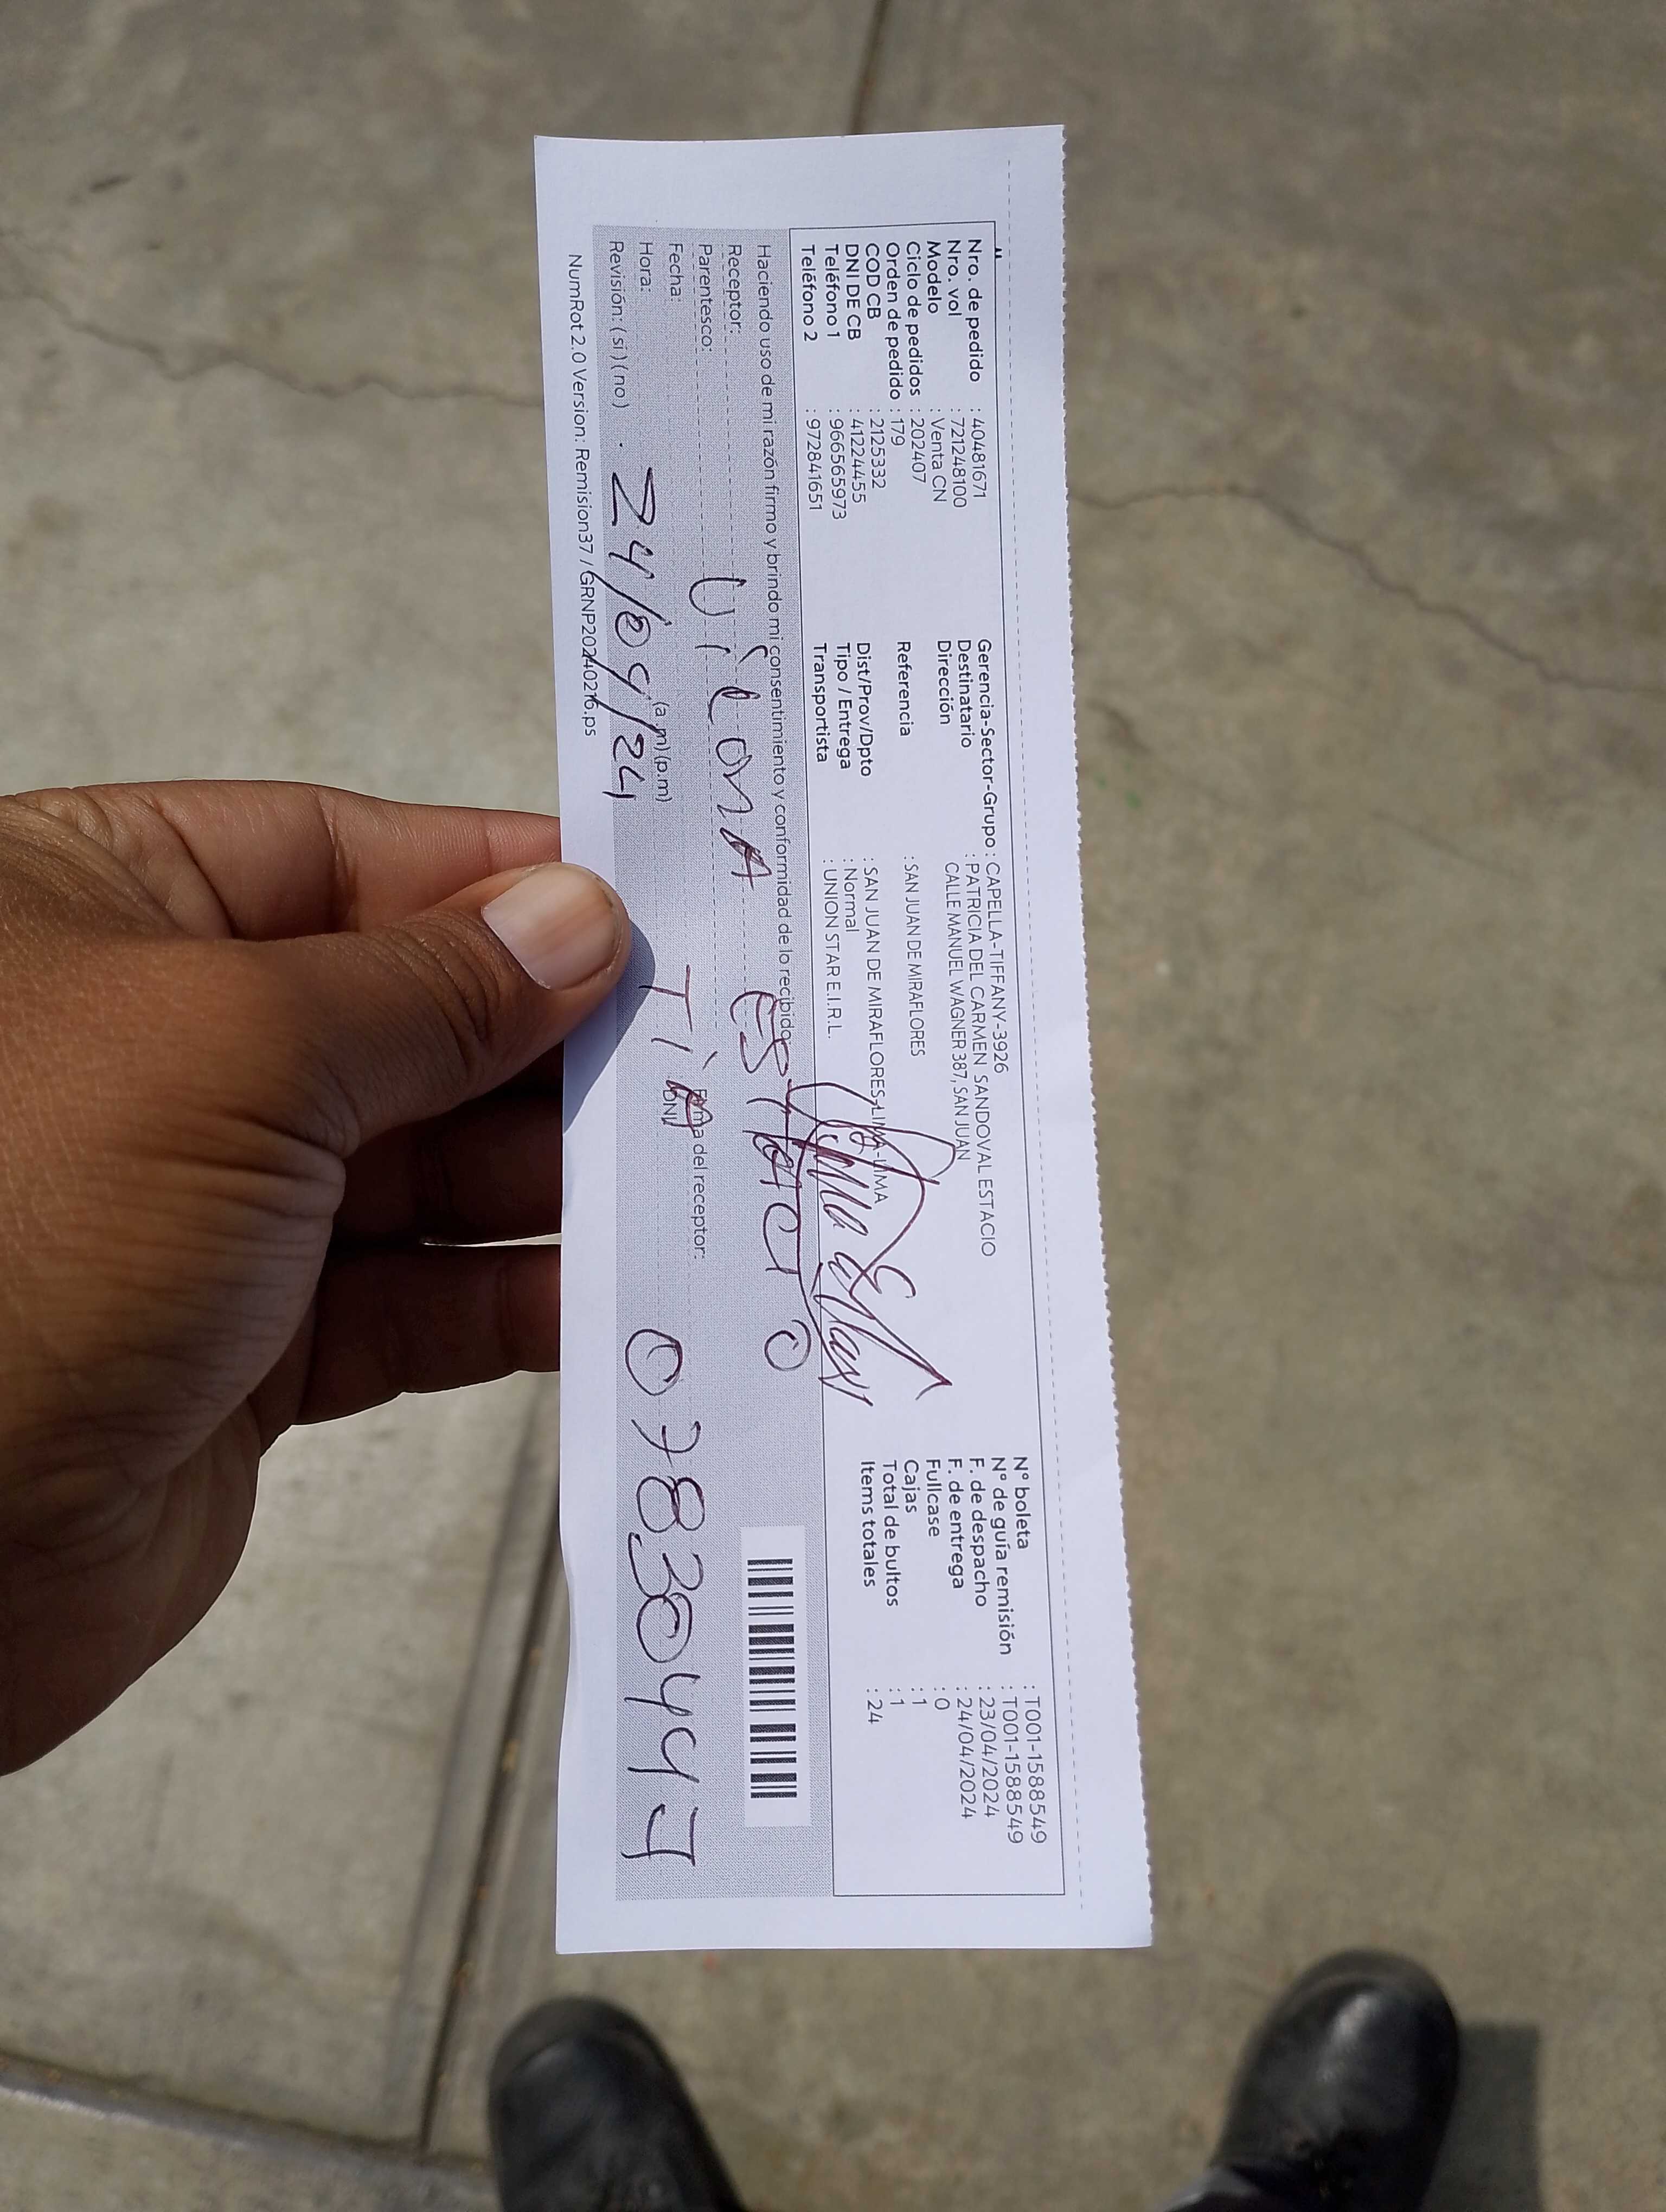 Nro. de pedido : 40481671
Nro. vol : 721248100
Modelo : Venta CN
Ciclo de pedidos : 202407
Orden de pedido : 179
COD CB : 2125332
DNI DE CB : 41224455
Teléfono 1 : 966565973
Teléfono 2 : 972841651
Gerencia-Sector-Grupo : CAPELLA-TIFFANY-3926
Destinatario : PATRICIA DEL CARMEN SANDOVAL ESTACIO
Dirección CALLE MANUEL WAGNER 387, SAN JUAN
Referencia : SAN JUAN DE MIRAFLORES
Dist/Prov/Dpto : SAN JUAN DE MIRAFLORES-LIMA-LIMA
Tipo / Entrega : Normal
Transportista : UNION STAR E.I.R.L.
N° boleta : T001-1588549
N° de guía remisión : T001-1588549
F. de despacho : 23/04/2024
F. de entrega : 24/04/2024
Fullcase : 0
Cajas : 1
Total de bultos : 1
Items totales : 24
Haciendo uso de mi razón firmo y brindo mi consentimiento y conformidad de lo recibido
Receptor:
Parentesco:
Fecha:
Hora: (a.m) (p.m)
Revisión: ( si ) ( no )
Firma del receptor:
DNI
ESTACIO
24/04/24
NumRot 2.0 Version: Remision37 / GRNP20240216.ps